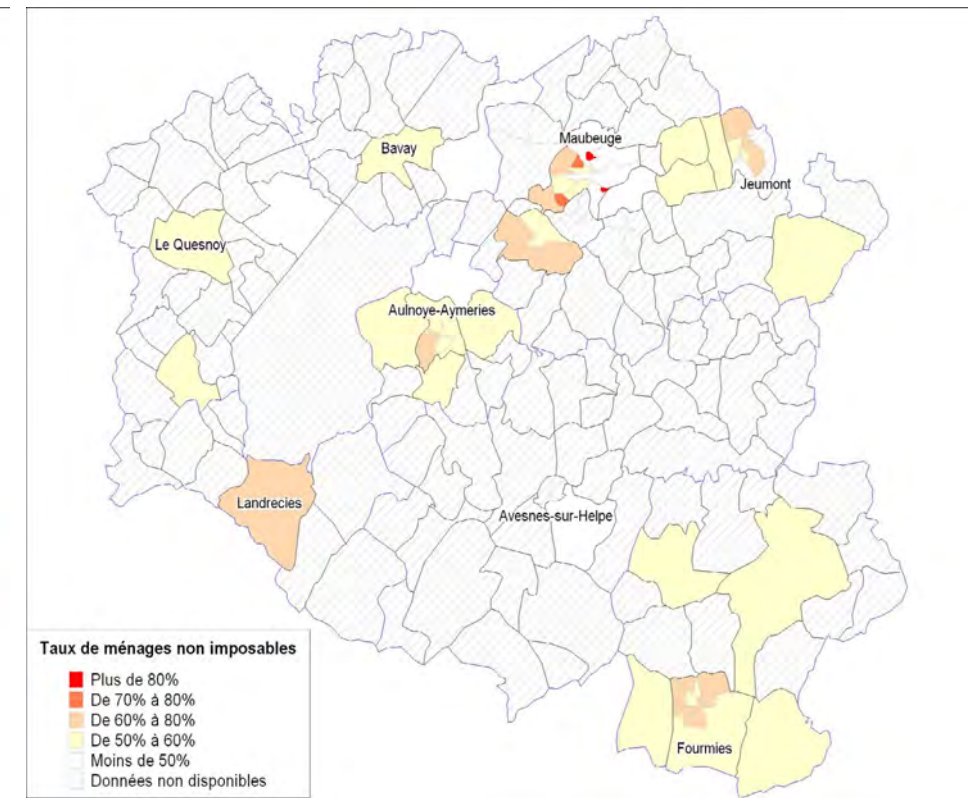 Maubeuge
Bavay
Jeumont
Le Quesnoy
Aulnoye-Aymeries
Landrecies
Avesnes-sur-Helpe
Fourmies
Taux de ménages non imposables
Plus de 80%
De 70% à 80%
De 60% à 80%
De 50% à 60%
Moins de 50%
Données non disponibles